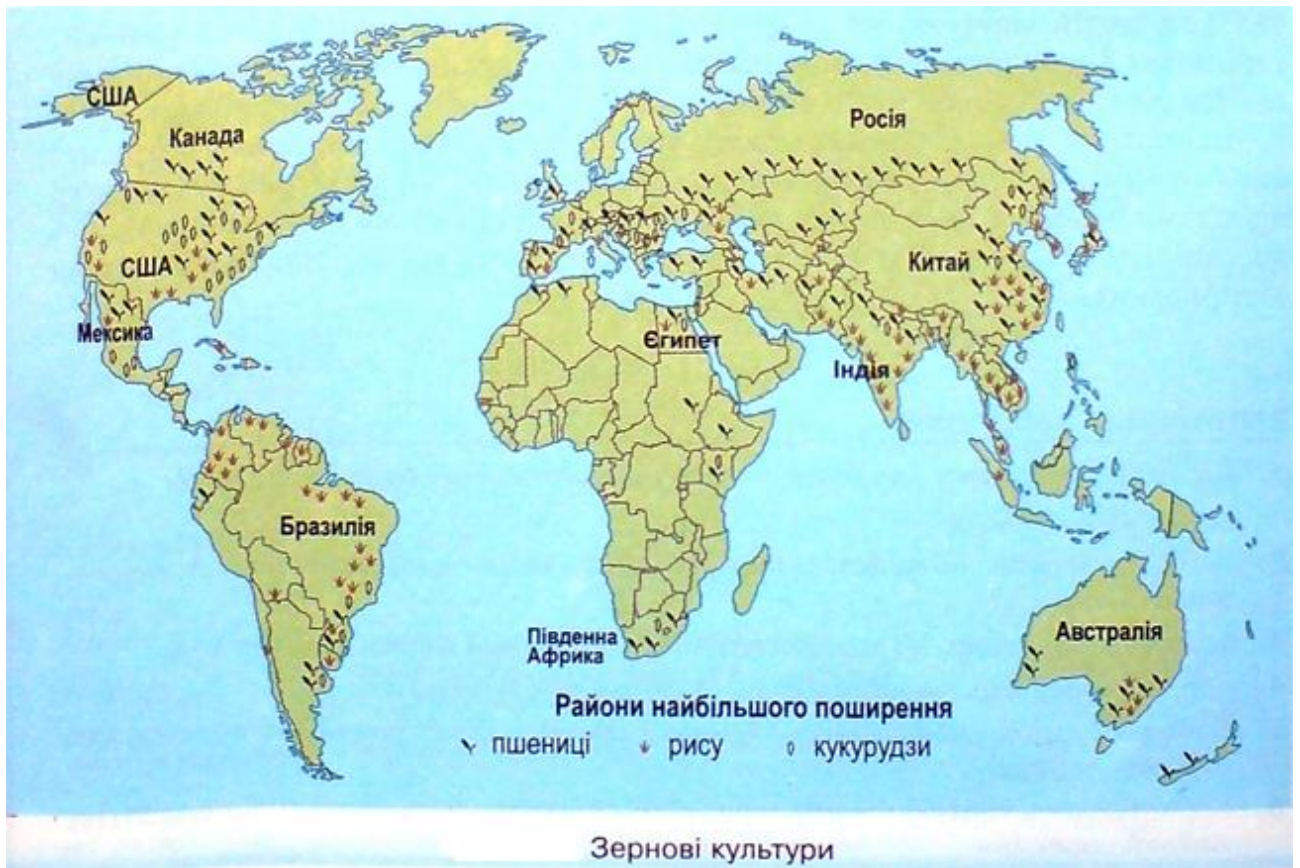 США
Канада
Росія
США
Китай
Мексика
Єгипет
Індія
Бразилія
Південна
Африка
Австралія
Райони найбільшого поширення
пшениці рису кукурудзи
Зернові культури